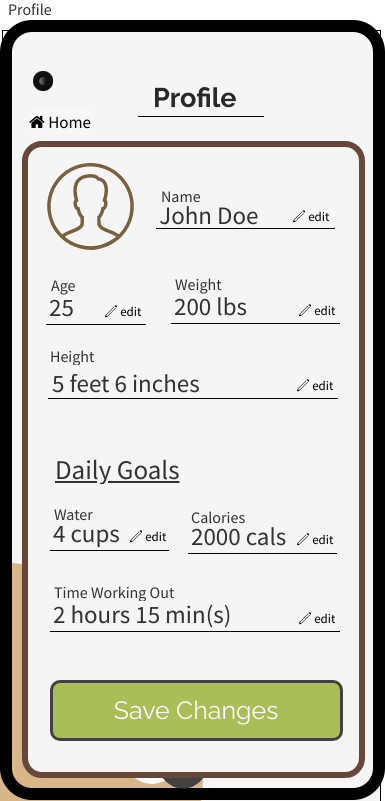 Profile
Profile
Home
Name
John Doe edit
Age
25 edit
Weight
200 lbs edit
Height
5 feet 6 inches edit
Daily Goals
Water
4 cups edit
Calories
2000 cals edit
Time Working Out
2 hours 15 min(s) edit
Save Changes